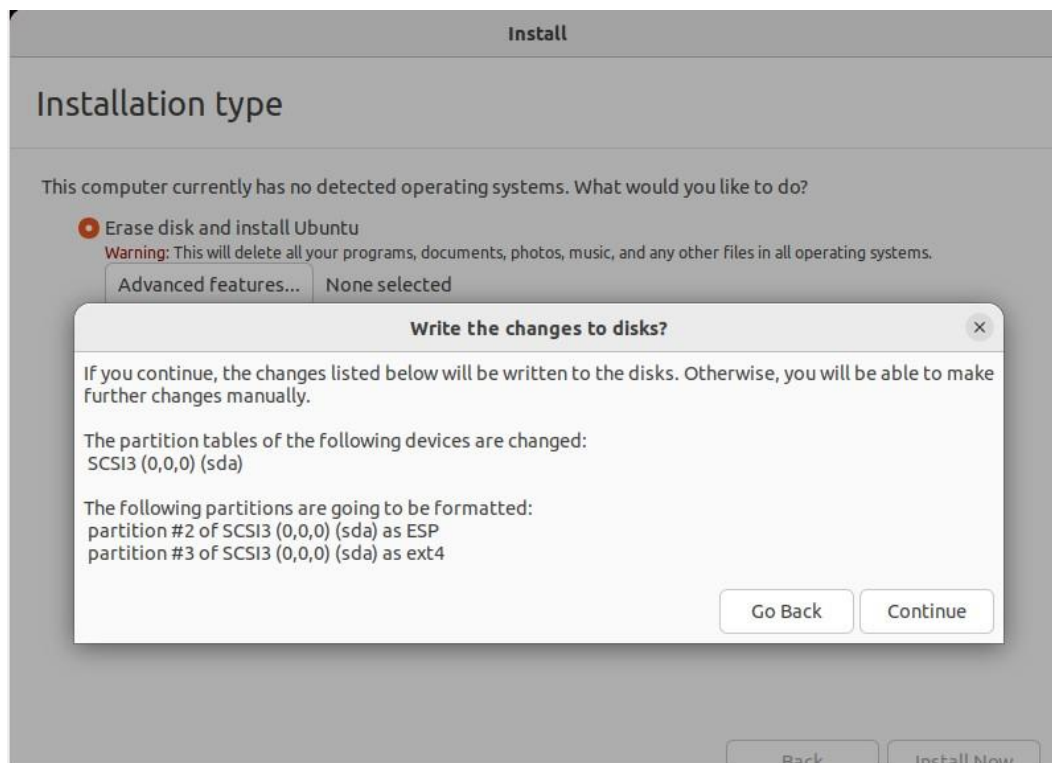 Install
Installation type
This computer currently has no detected operating systems. What would you like to do?
Erase disk and install Ubuntu
Warning: This will delete all your programs, documents, photos, music, and any other files in all operating systems.
Advanced features... None selected
Write the changes to disks?
If you continue, the changes listed below will be written to the disks. Otherwise, you will be able to make
further changes manually.
The partition tables of the following devices are changed:
SCSI3 (0,0,0) (sda)
The following partitions are going to be formatted:
partition #2 of SCSI3 (0,0,0) (sda) as ESP
partition #3 of SCSI3 (0,0,0) (sda) as ext4
Go Back Continue
Back Install Now